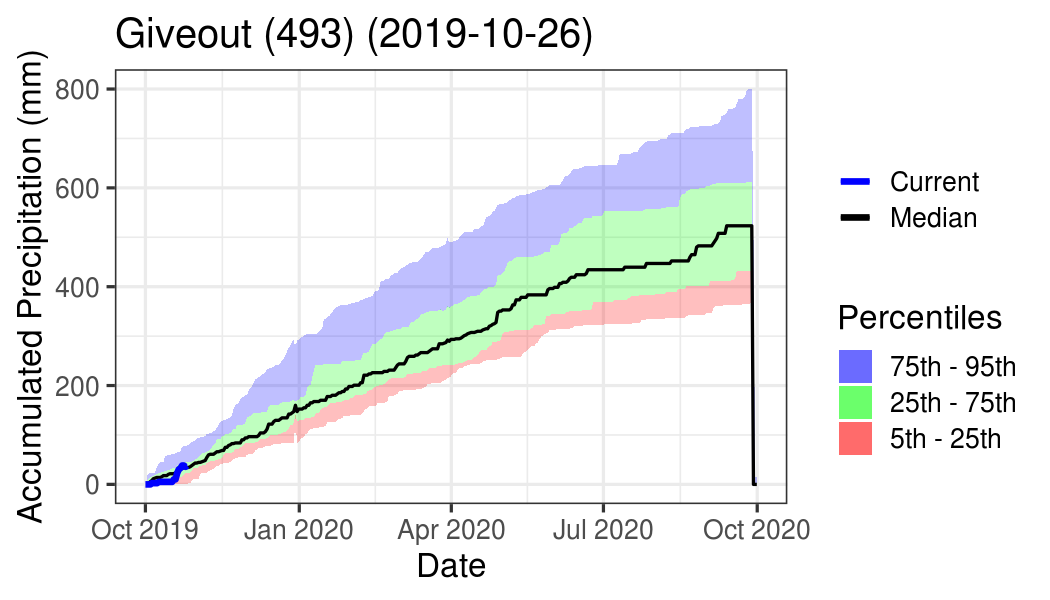 Giveout (493) (2019-10-26)
Accumulated Precipitation (mm)
800
600
400
200
0
Oct 2019
Jan 2020
Apr 2020
Jul 2020
Oct 2020
Date
Current
Median
Percentiles
75th - 95th
25th - 75th
5th - 25th